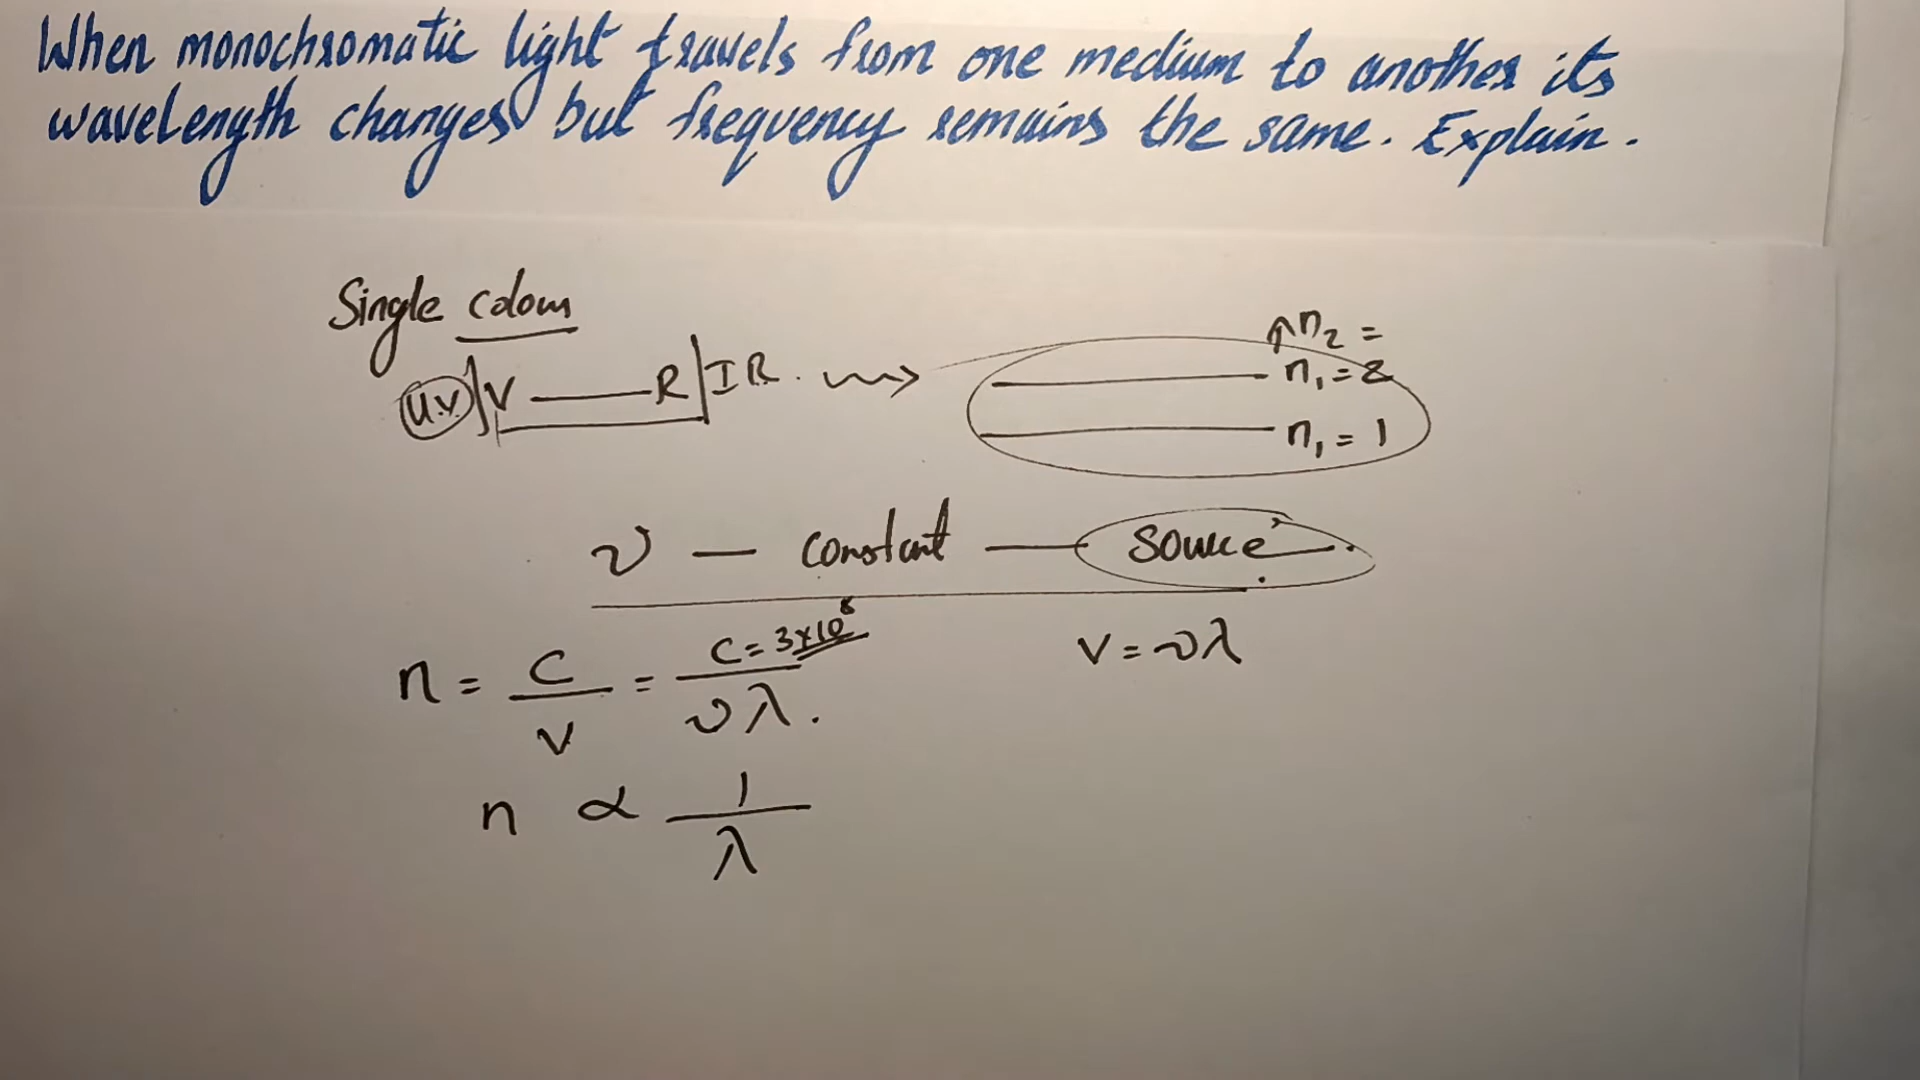 When monochromatic light travels from one medium to another its
wavelength changes but frequency remains the same. Explain.
Single colour
U.V V — R IR.
n₂ =
n₁ = 2
n₁ = 1
ν — constant — source.
n = c/v = c = 3×10⁸/νλ.
v = νλ
n ∝ 1/λ